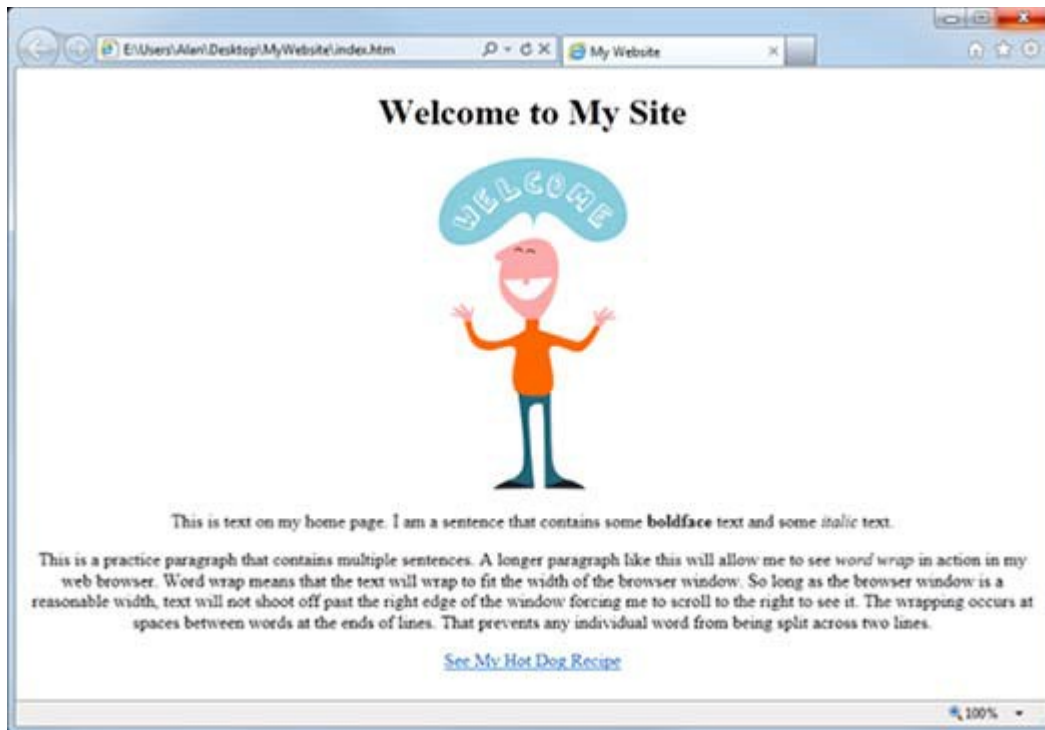 E:\Users\Alan\Desktop\MyWebsite\index.htm
My Website
Welcome to My Site
WELCOME
This is text on my home page. I am a sentence that contains some boldface text and some italic text.
This is a practice paragraph that contains multiple sentences. A longer paragraph like this will allow me to see word wrap in action in my
web browser. Word wrap means that the text will wrap to fit the width of the browser window. So long as the browser window is a
reasonable width, text will not shoot off past the right edge of the window forcing me to scroll to the right to see it. The wrapping occurs at
spaces between words at the ends of lines. That prevents any individual word from being split across two lines.
See My Hot Dog Recipe
100%